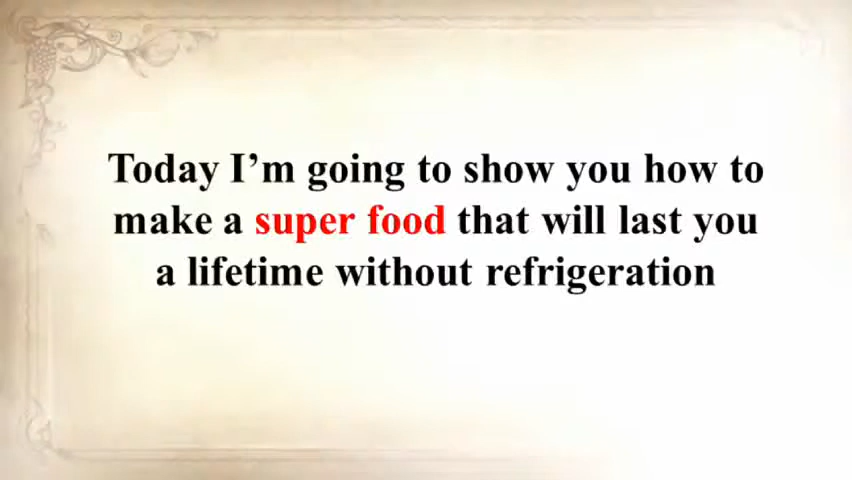 Today I’m going to show you how to
make a super food that will last you
a lifetime without refrigeration